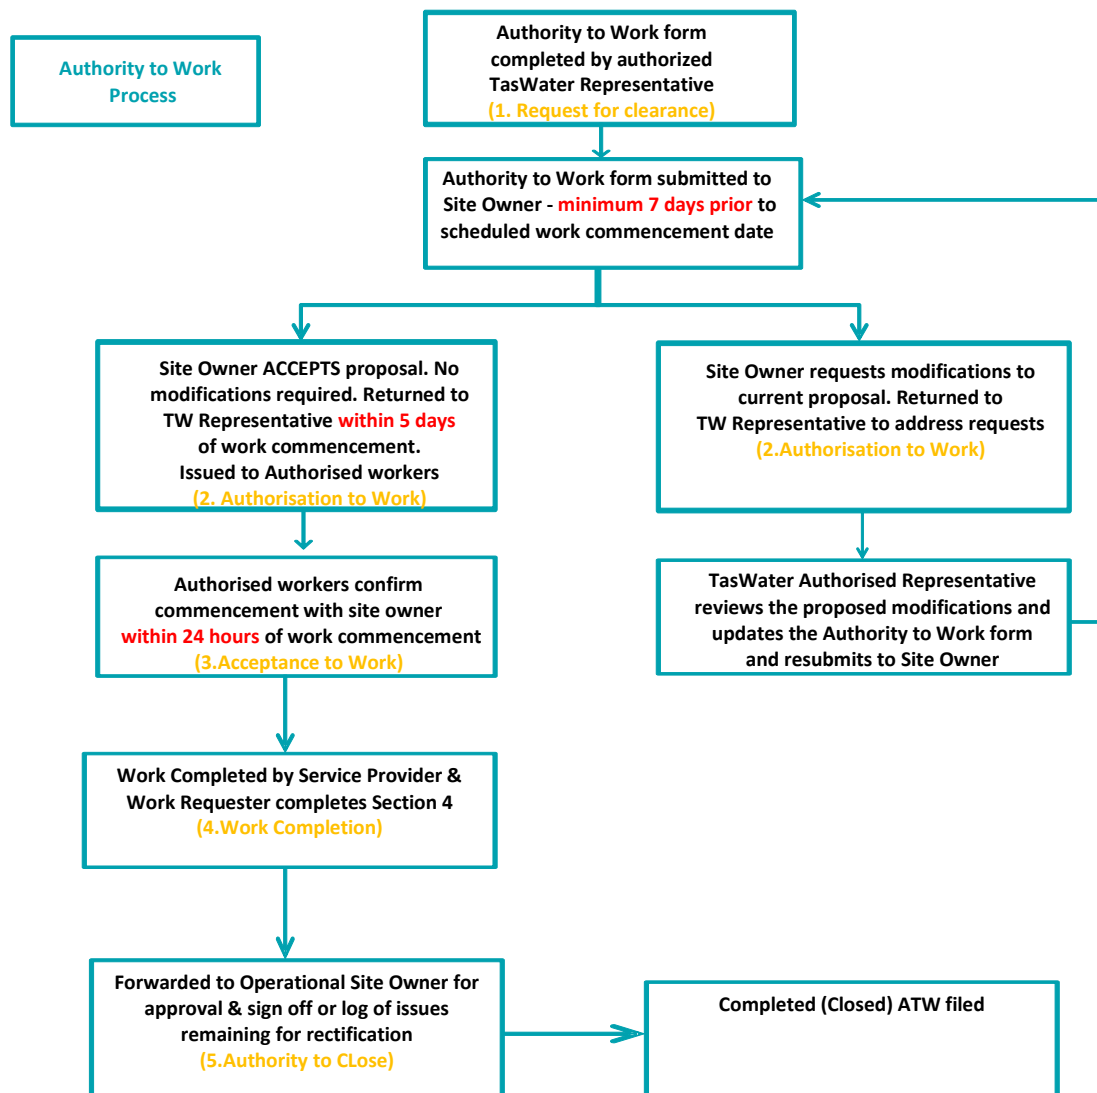 Authority to Work
Process
Authority to Work form
completed by authorized
TasWater Representative
(1. Request for clearance)
Authority to Work form submitted to
Site Owner - minimum 7 days prior to
scheduled work commencement date
Site Owner ACCEPTS proposal. No
modifications required. Returned to
TW Representative within 5 days
of work commencement.
Issued to Authorised workers
(2. Authorisation to Work)
Site Owner requests modifications to
current proposal. Returned to
TW Representative to address requests
(2.Authorisation to Work)
Authorised workers confirm
commencement with site owner
within 24 hours of work commencement
(3.Acceptance to Work)
TasWater Authorised Representative
reviews the proposed modifications and
updates the Authority to Work form
and resubmits to Site Owner
Work Completed by Service Provider &
Work Requester completes Section 4
(4.Work Completion)
Forwarded to Operational Site Owner for
approval & sign off or log of issues
remaining for rectification
(5.Authority to CLose)
Completed (Closed) ATW filed